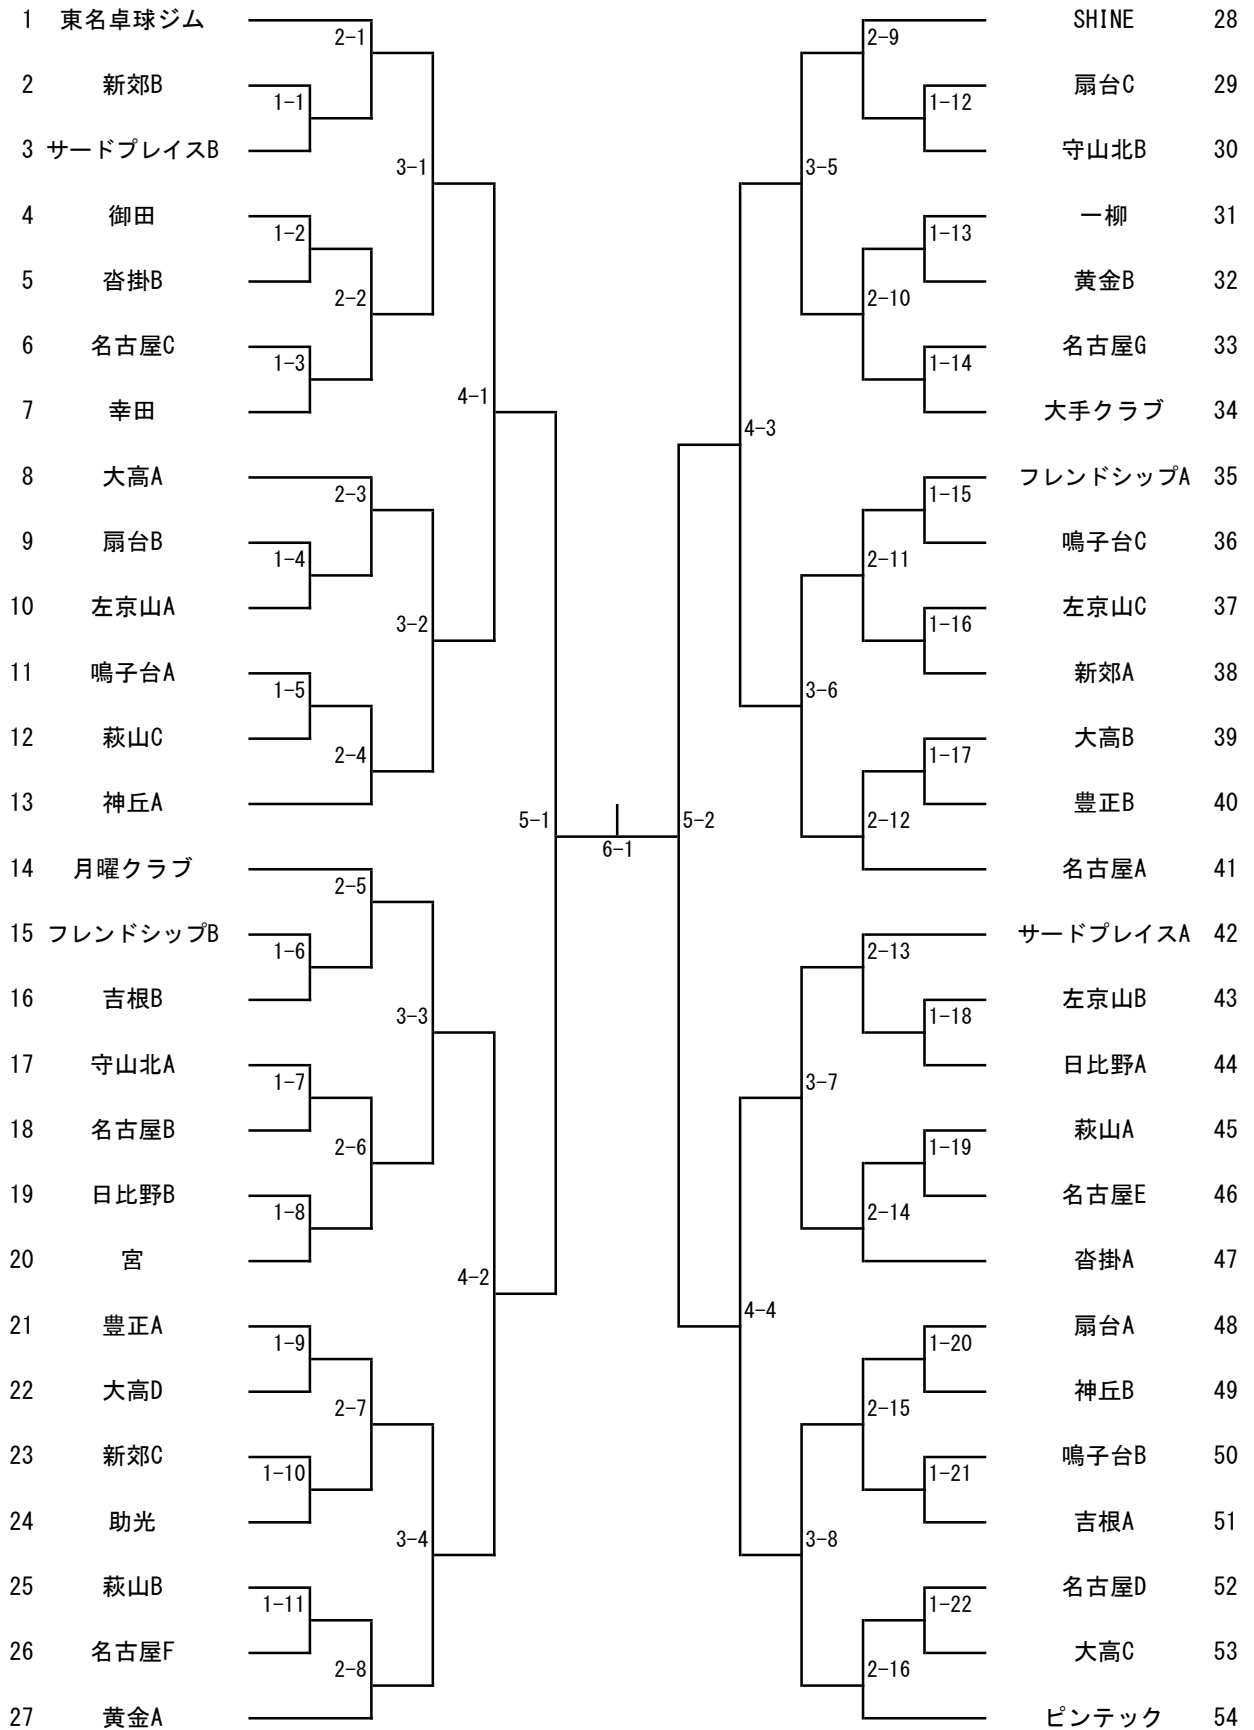 1 東名卓球ジム
2 新郊B
3 サードプレイスB
4 御田
5 沓掛B
6 名古屋C
7 幸田
8 大高A
9 扇台B
10 左京山A
11 鳴子台A
12 萩山C
13 神丘A
14 月曜クラブ
15 フレンドシップB
16 吉根B
17 守山北A
18 名古屋B
19 日比野B
20 宮
21 豊正A
22 大高D
23 新郊C
24 助光
25 萩山B
26 名古屋F
27 黄金A
1-1
1-2
1-3
1-4
1-5
1-6
1-7
1-8
1-9
1-10
1-11
2-1
2-2
2-3
2-4
2-5
2-6
2-7
2-8
3-1
3-2
3-3
3-4
4-1
4-2
5-1
6-1
5-2
4-3
4-4
3-5
3-6
3-7
3-8
2-9
2-10
2-11
2-12
2-13
2-14
2-15
2-16
1-12
1-13
1-14
1-15
1-16
1-17
1-18
1-19
1-20
1-21
1-22
SHINE 28
扇台C 29
守山北B 30
一柳 31
黄金B 32
名古屋G 33
大手クラブ 34
フレンドシップA 35
鳴子台C 36
左京山C 37
新郊A 38
大高B 39
豊正B 40
名古屋A 41
サードプレイスA 42
左京山B 43
日比野A 44
萩山A 45
名古屋E 46
沓掛A 47
扇台A 48
神丘B 49
鳴子台B 50
吉根A 51
名古屋D 52
大高C 53
ピンテック 54